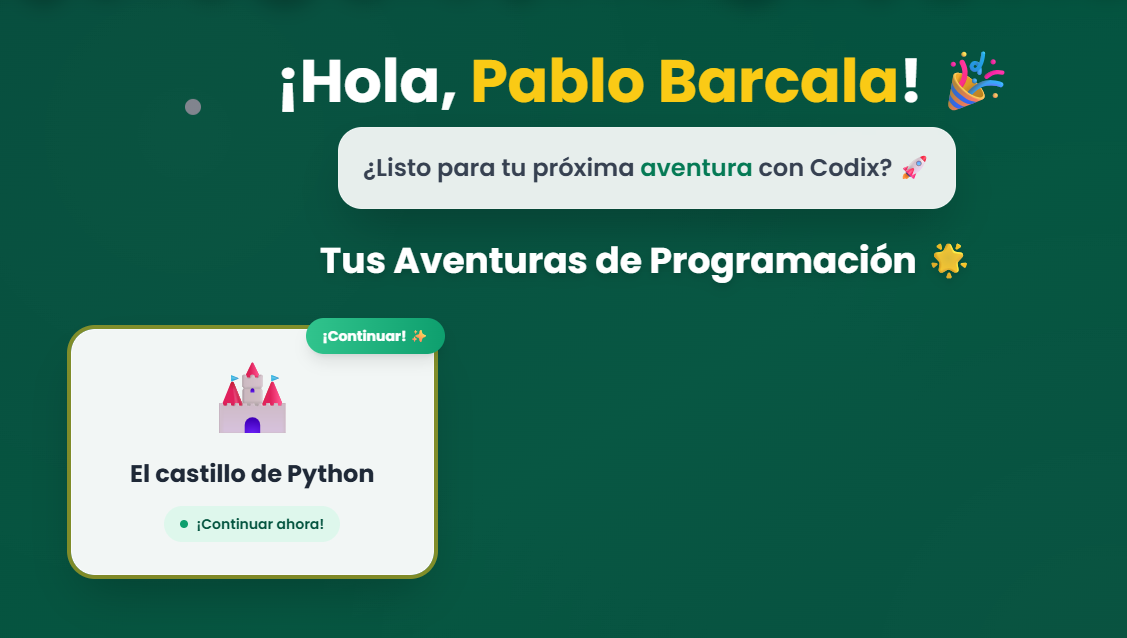 ¡Hola, Pablo Barcala! 🎉
¿Listo para tu próxima aventura con Codix? 🚀
Tus Aventuras de Programación 🌟
¡Continuar! ✨
El castillo de Python
¡Continuar ahora!